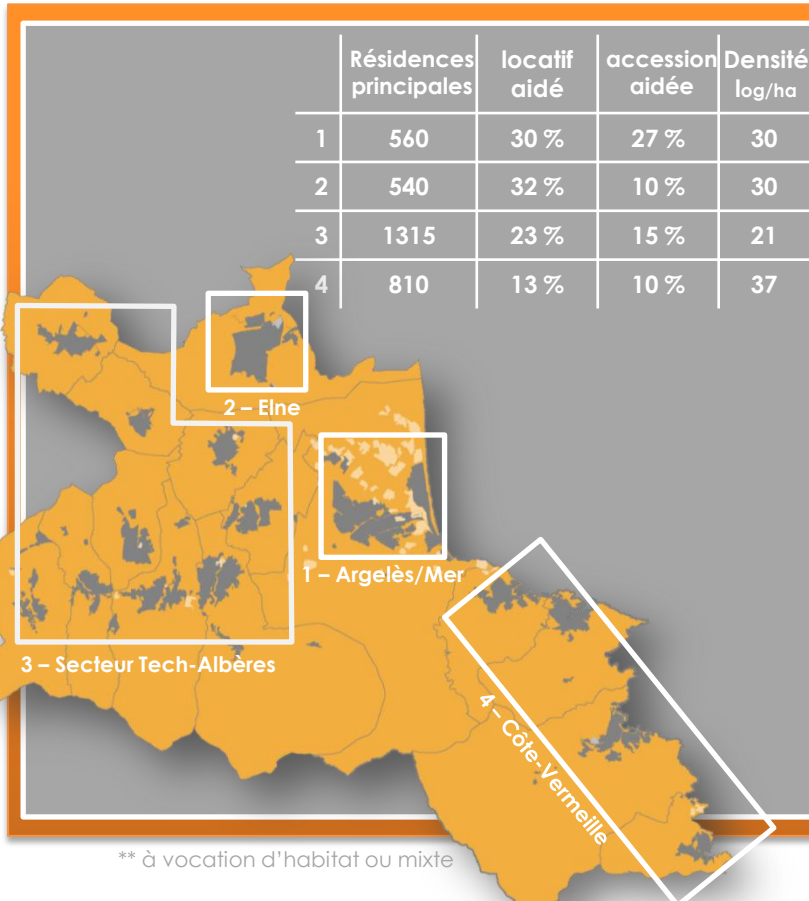 Résidences principales locatif aidé accession aidée Densité log/ha
1 560 30 % 27 % 30
2 540 32 % 10 % 30
3 1315 23 % 15 % 21
4 810 13 % 10 % 37
2 – Elne
1 – Argelès/Mer
3 – Secteur Tech-Albères
4 – Côte-Vermeille
** à vocation d'habitat ou mixte